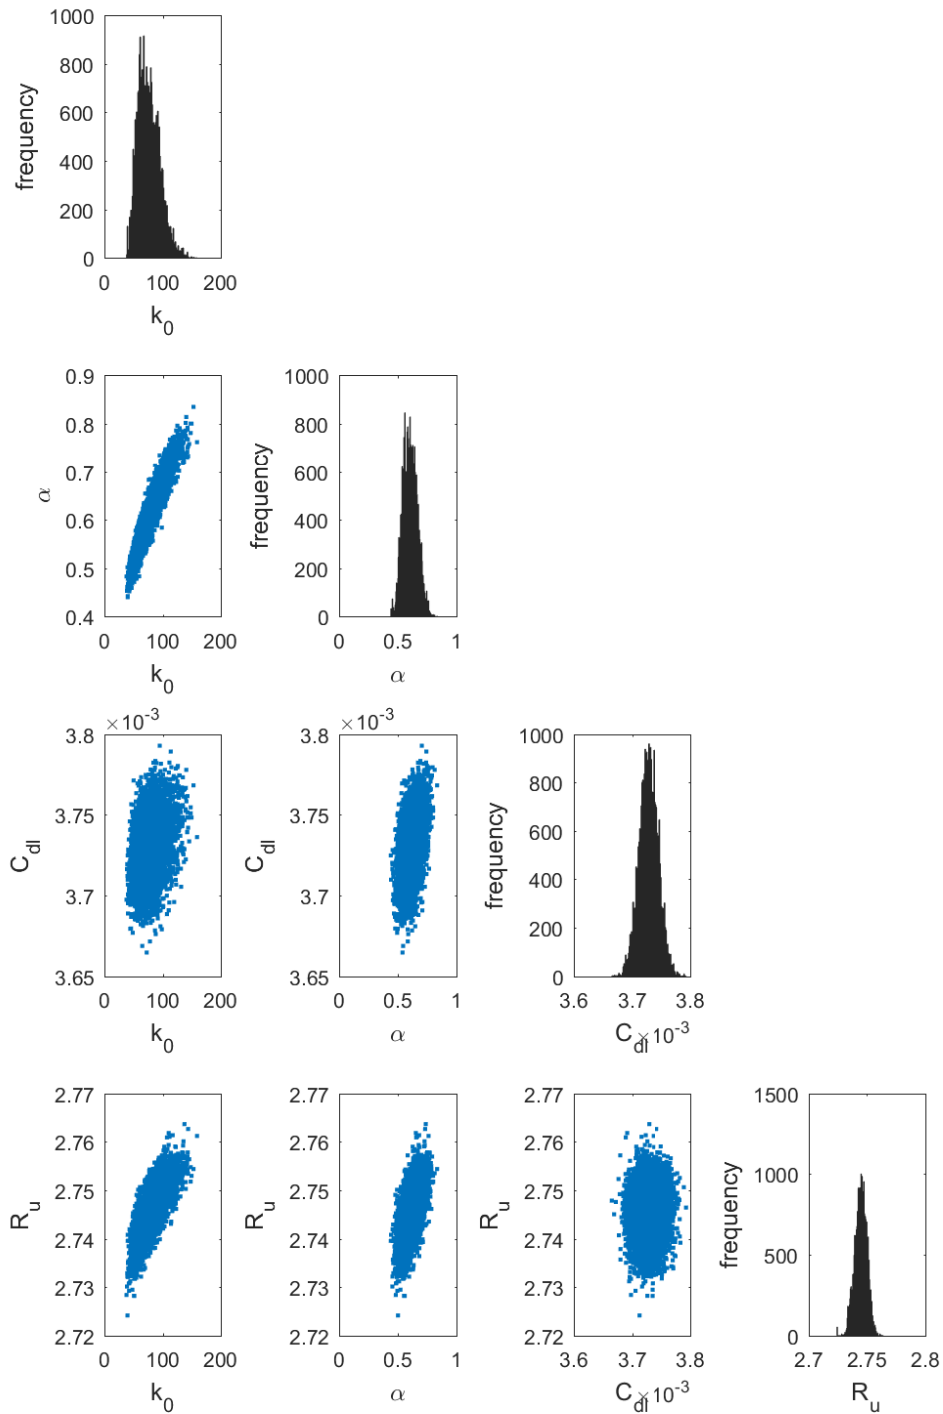 1000
800
600
400
200
0
frequency
0 100 200
k0
0.9
0.8
0.7
0.6
0.5
0.4
α
0 100 200
k0
1000
800
600
400
200
0
frequency
0 0.5 1
α
×10-3
3.8
3.75
3.7
3.65
Cdl
0 100 200
k0
×10-3
3.8
3.75
3.7
3.65
Cdl
0 0.5 1
α
1000
800
600
400
200
0
frequency
3.6 3.7 3.8
Cdl ×10-3
2.77
2.76
2.75
2.74
2.73
2.72
Ru
0 100 200
k0
2.77
2.76
2.75
2.74
2.73
2.72
Ru
0 0.5 1
α
2.77
2.76
2.75
2.74
2.73
2.72
Ru
3.6 3.7 3.8
Cdl ×10-3
1500
1000
500
0
frequency
2.7 2.75 2.8
Ru